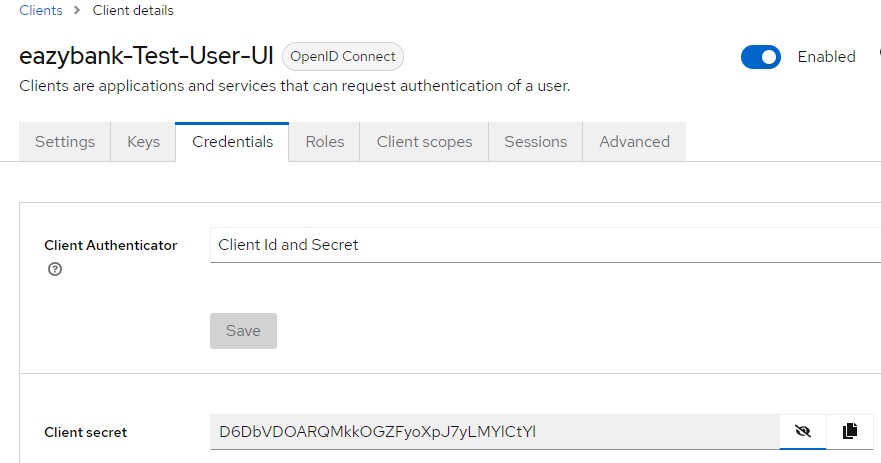 Clients > Client details
eazybank-Test-User-UI OpenID Connect Enabled
Clients are applications and services that can request authentication of a user.
Settings Keys Credentials Roles Client scopes Sessions Advanced
Client Authenticator Client Id and Secret
Save
Client secret D6DbVDOARQMkkOGZFyoXpJ7yLMYlCtYl